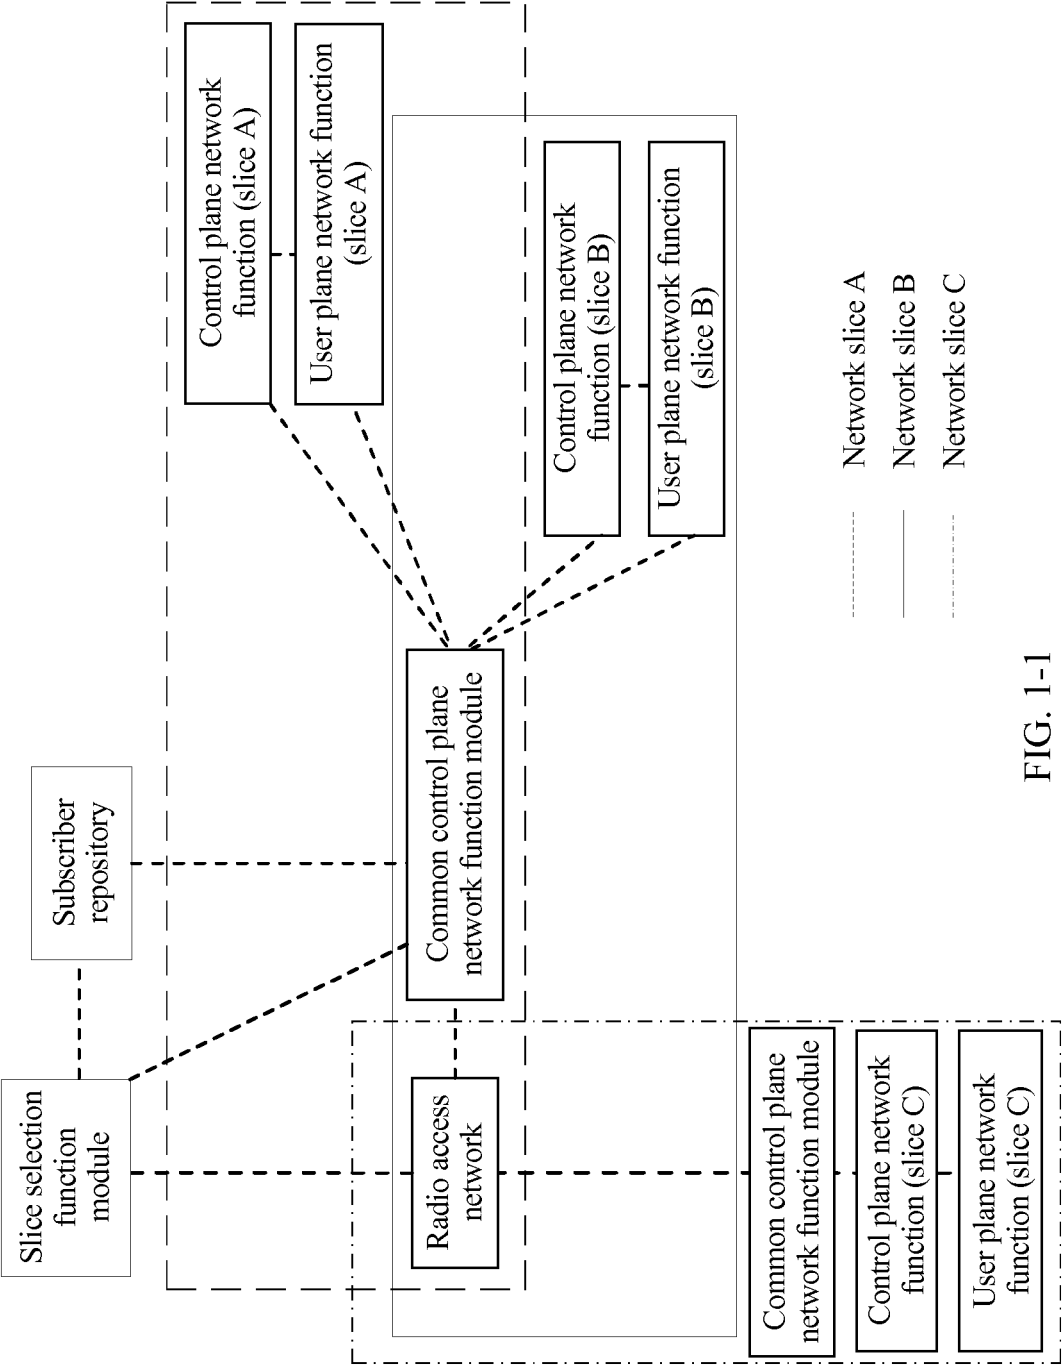 Slice selection
function
module
Subscriber
repository
Control plane network
function (slice A)
User plane network function
(slice A)
Radio access
network
Common control plane
network function module
Control plane network
function (slice B)
User plane network function
(slice B)
Common control plane
network function module
Control plane network
function (slice C)
User plane network
function (slice C)
Network slice A
Network slice B
Network slice C
FIG. 1-1